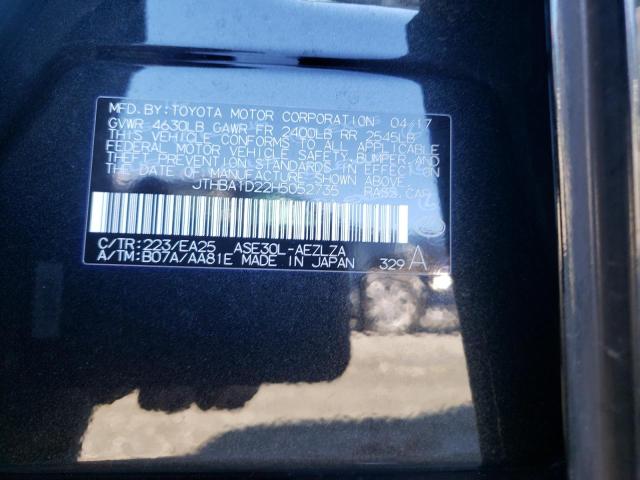 MFD.BY:TOYOTA MOTOR CORPORATION 04/17
GVWR 4630LB GAWR FR 2400LB RR 2545LB
THIS VEHICLE CONFORMS TO ALL APPLICABLE
FEDERAL MOTOR VEHICLE SAFETY, BUMPER, AND
THEFT PREVENTION STANDARDS IN EFFECT ON
THE DATE OF MANUFACTURE SHOWN ABOVE.
JTHBA1D22H5052735 PASS.CAR
C/TR:223/EA25 ASE30L-AEZLZA
A/TM:B07A/AA81E MADE IN JAPAN 329 A